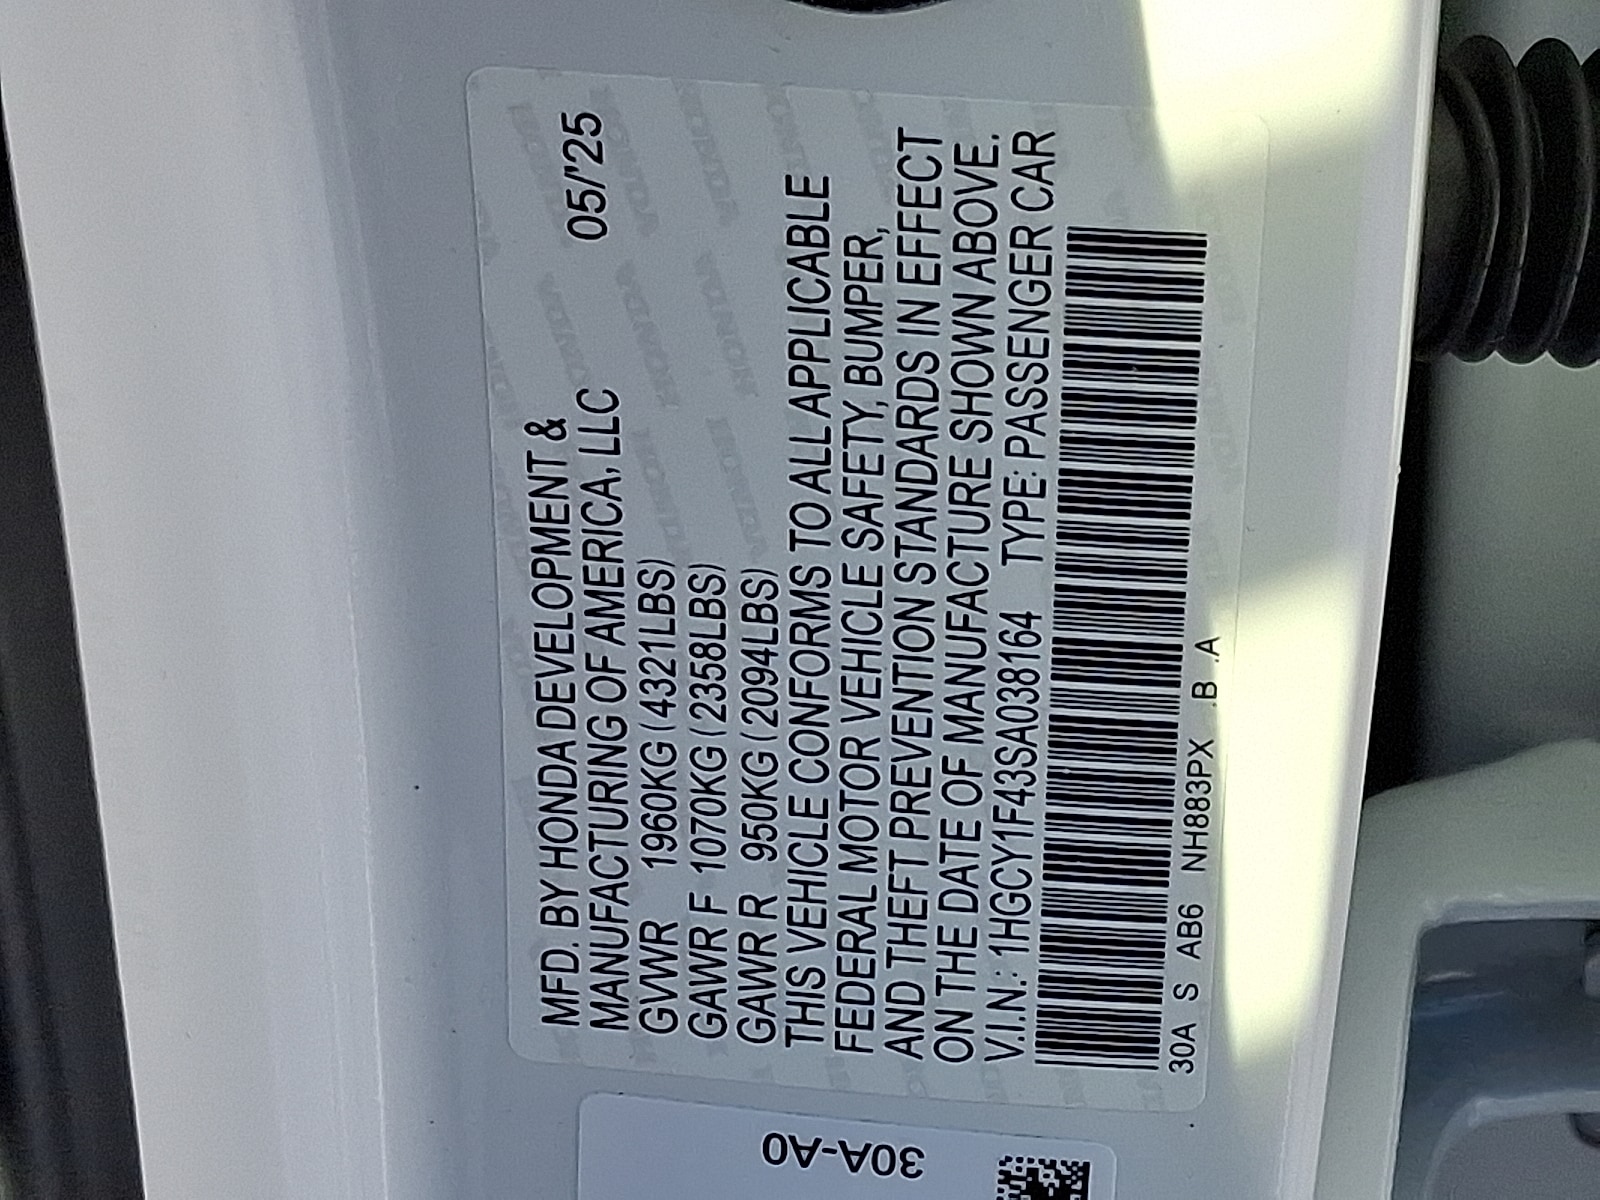 MFD. BY HONDA DEVELOPMENT &
MANUFACTURING OF AMERICA, LLC 05/'25
GVWR 1960KG (4321LBS)
GAWR F 1070KG (2358LBS)
GAWR R 950KG (2094LBS)
THIS VEHICLE CONFORMS TO ALL APPLICABLE
FEDERAL MOTOR VEHICLE SAFETY, BUMPER,
AND THEFT PREVENTION STANDARDS IN EFFECT
ON THE DATE OF MANUFACTURE SHOWN ABOVE.
V.I.N.: 1HGCY1F43SA038164 TYPE: PASSENGER CAR
30A S AB6 NH883PX .B .A
30A-A0